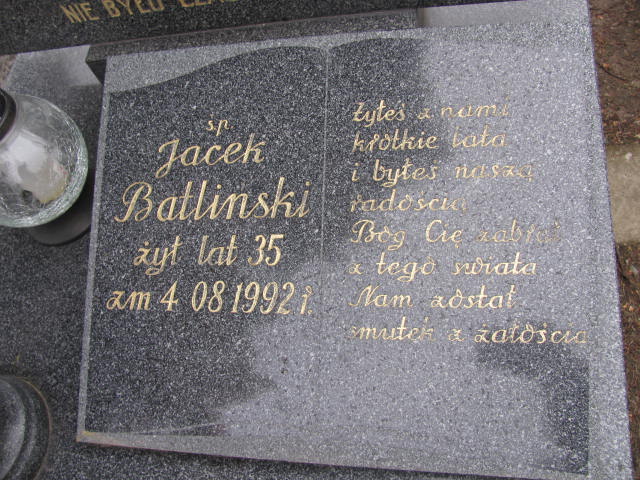 NIE BYŁO
ś.p
Jacek
Batlinski
żył lat 35
zm 4 08.1992 r.
żyłeś z nami
krótkie lata
i byłeś naszą
radością
Bóg Cię zabrał
z tego świata
Nam został
smutek z żałością